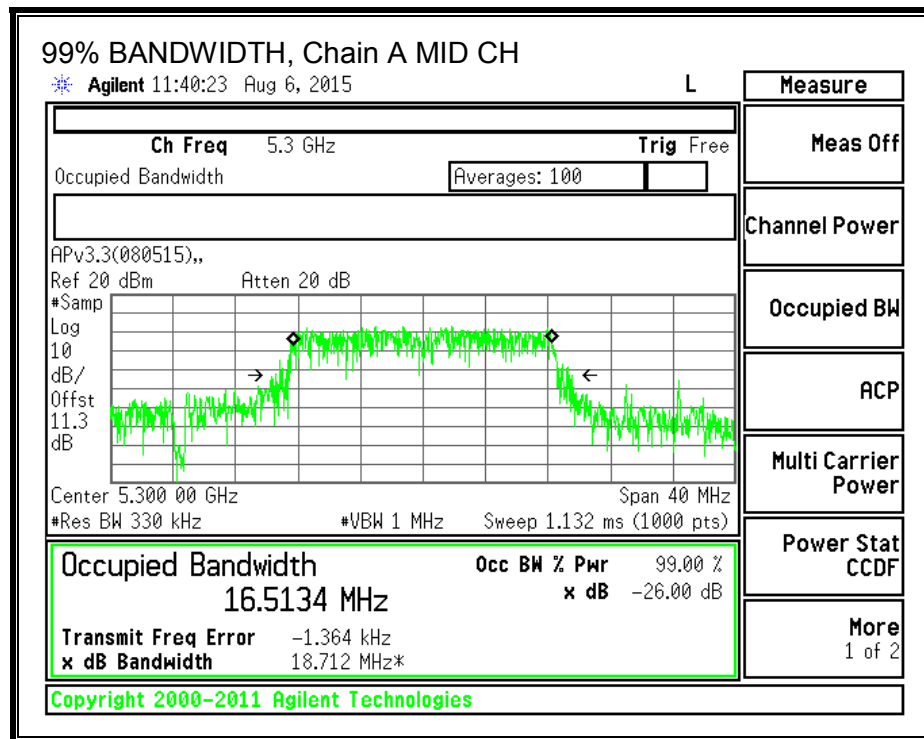 99% BANDWIDTH, Chain A MID CH
Agilent 11:40:23 Aug 6, 2015 L
Measure
Ch Freq 5.3 GHz Trig Free
Meas Off
Occupied Bandwidth Averages: 100
Channel Power
APv3.3(080515),,
Ref 20 dBm Atten 20 dB
#Samp
Log
10
dB/
Offst
11.3
dB
Occupied BW
ACP
Multi Carrier
Power
Center 5.300 00 GHz Span 40 MHz
#Res BW 330 kHz #VBW 1 MHz Sweep 1.132 ms (1000 pts)
Power Stat
CCDF
Occupied Bandwidth Occ BW % Pwr 99.00 %
16.5134 MHz x dB -26.00 dB
Transmit Freq Error -1.364 kHz
x dB Bandwidth 18.712 MHz*
More
1 of 2
Copyright 2000-2011 Agilent Technologies